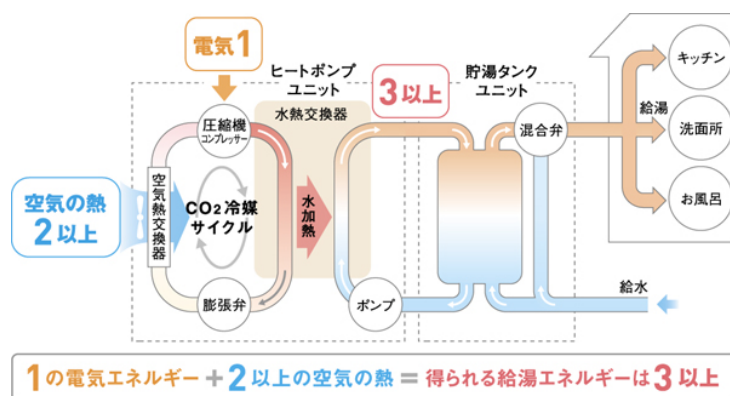 電気1
ヒートポンプ
ユニット
3以上
貯湯タンク
ユニット
キッチン
圧縮機
コンプレッサー
水熱交換器
混合弁
給湯
洗面所
空気の熱
2以上
空気熱交換器
CO2冷媒
サイクル
水加熱
お風呂
膨張弁
ポンプ
給水
1の電気エネルギー+2以上の空気の熱=得られる給湯エネルギーは3以上